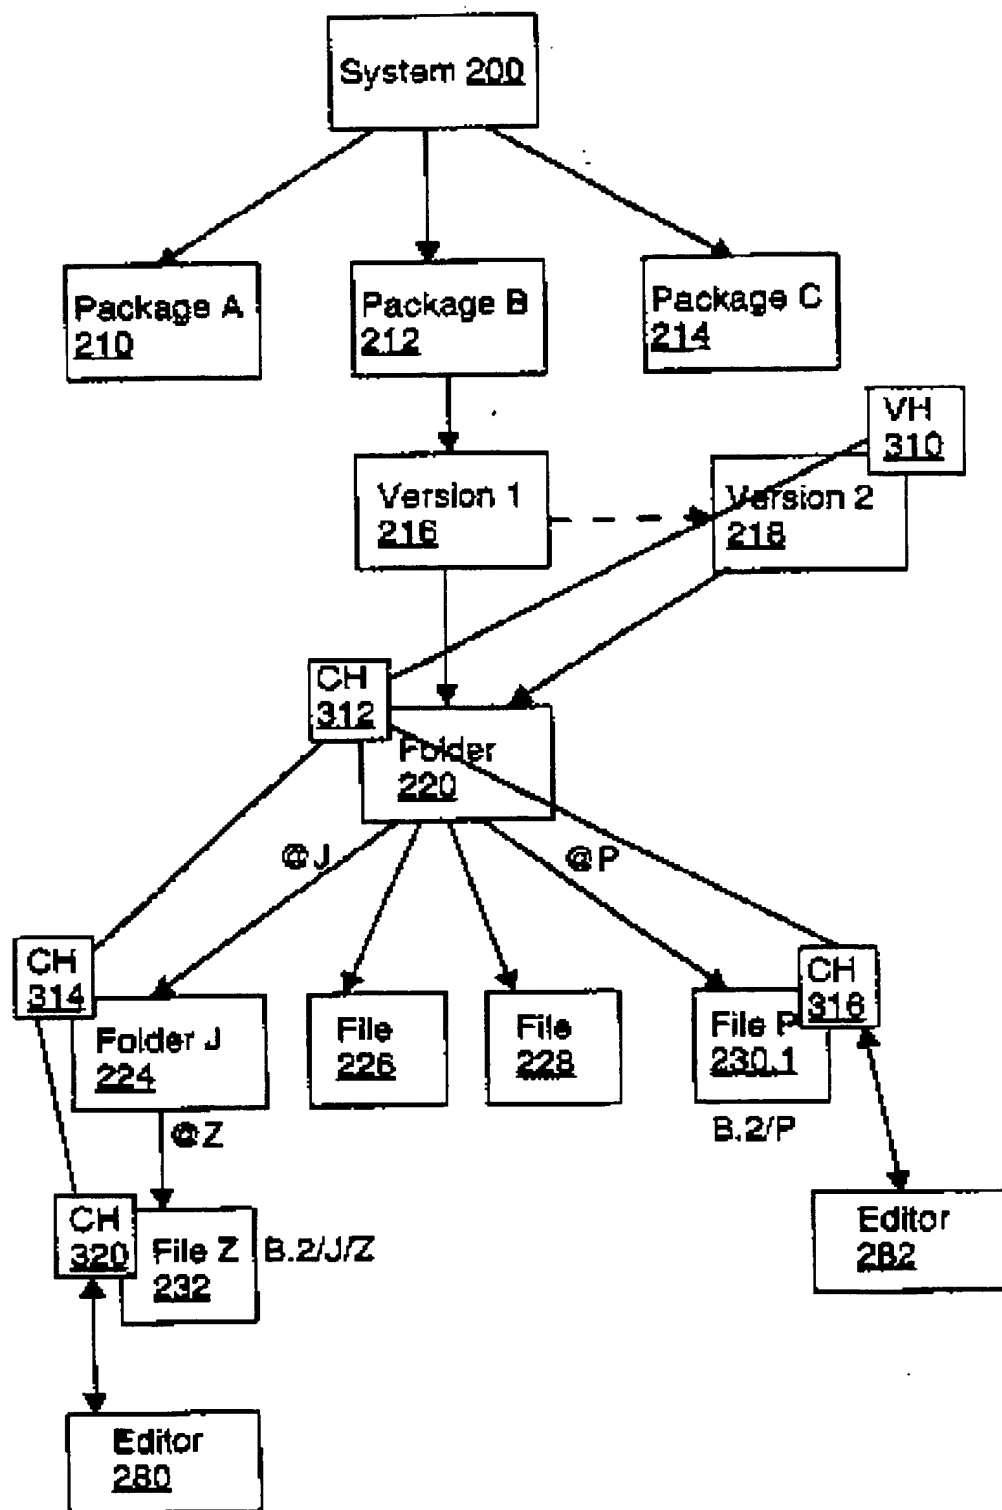 System 200
Package A
210
Package B
212
Package C
214
VH
310
Version 1
216
Version 2
218
CH
312
Folder
220
@J
@P
CH
314
Folder J
224
File
226
File
228
File P
230.1
CH
316
@Z
B.2/P
CH
320
File Z
232
B.2/J/Z
Editor
282
Editor
280